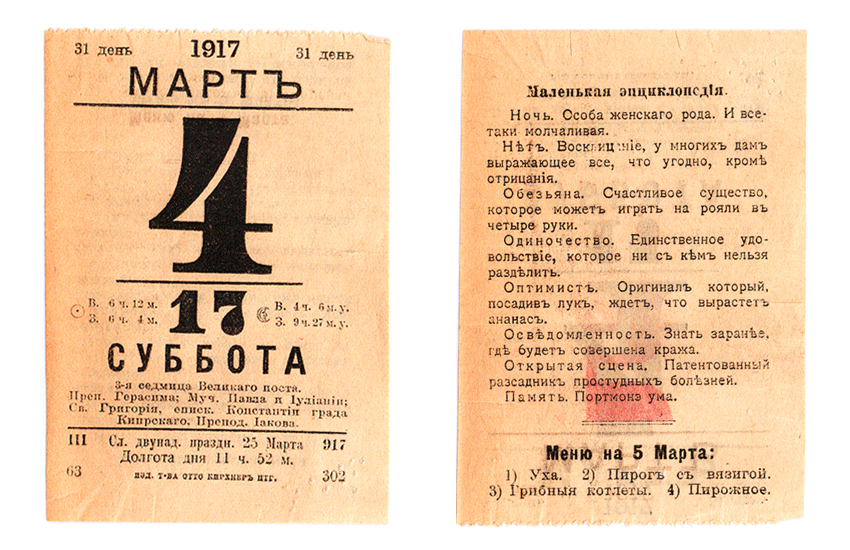 31 день 1917 31 день
МАРТЪ
4
17
В. 6 ч. 12 м.
З. 6 ч. 4 м.
В. 4 ч. 6 м. у.
З. 9 ч. 27 м. у.
СУББОТА
3-я седмица Великаго поста.
Преп. Герасима; Муч. Павла и Іуліаніи;
Св. Григорія, еписк. Константіи града
Кипрскаго. Препод. Іакова.
III Сл. двунад. праздн. 25 Марта 917
Долгота дня 11 ч. 52 м.
63 ИЗД. Т-ВА ОТТО КИРХНЕРЪ ПТГ. 302
Маленькая энциклопедія.
Ночь. Особа женскаго рода. И все-
таки молчаливая.
Нѣтъ. Восклицаніе, у многихъ дамъ
выражающее все, что угодно, кромѣ
отрицанія.
Обезьяна. Счастливое существо,
которое можетъ играть на рояли въ
четыре руки.
Одиночество. Единственное удо-
вольствіе, которое ни съ кѣмъ нельзя
раздѣлить.
Оптимистъ. Оригиналъ который,
посадивъ лукъ, ждетъ, что вырастетъ
ананасъ.
Освѣдомленность. Знать заранѣе,
гдѣ будетъ совершена кража.
Открытая сцена. Патентованный
разсадникъ простудныхъ болѣзней.
Память. Портмонэ ума.
Меню на 5 Марта:
1) Уха. 2) Пирогъ съ вязигой.
3) Грибныя котлеты. 4) Пирожное.